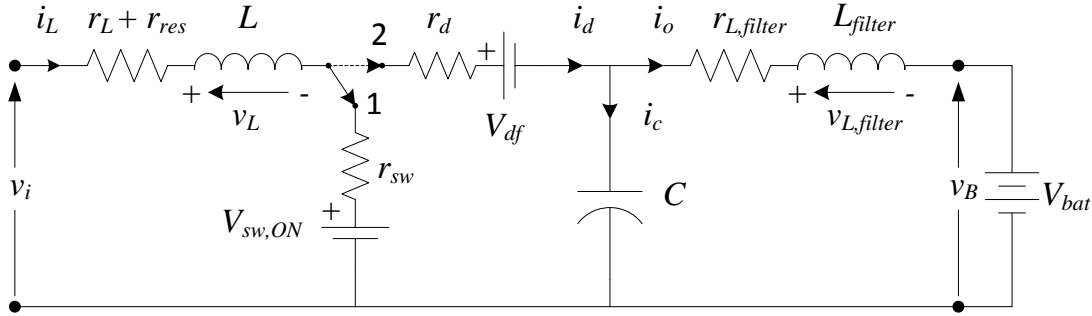 i_L r_L + r_res L 2 r_d i_d i_o r_L,filter L_filter
+ - + + -
v_L 1 V_df i_c v_L,filter
v_i r_sw C v_B V_bat
+
V_sw,ON